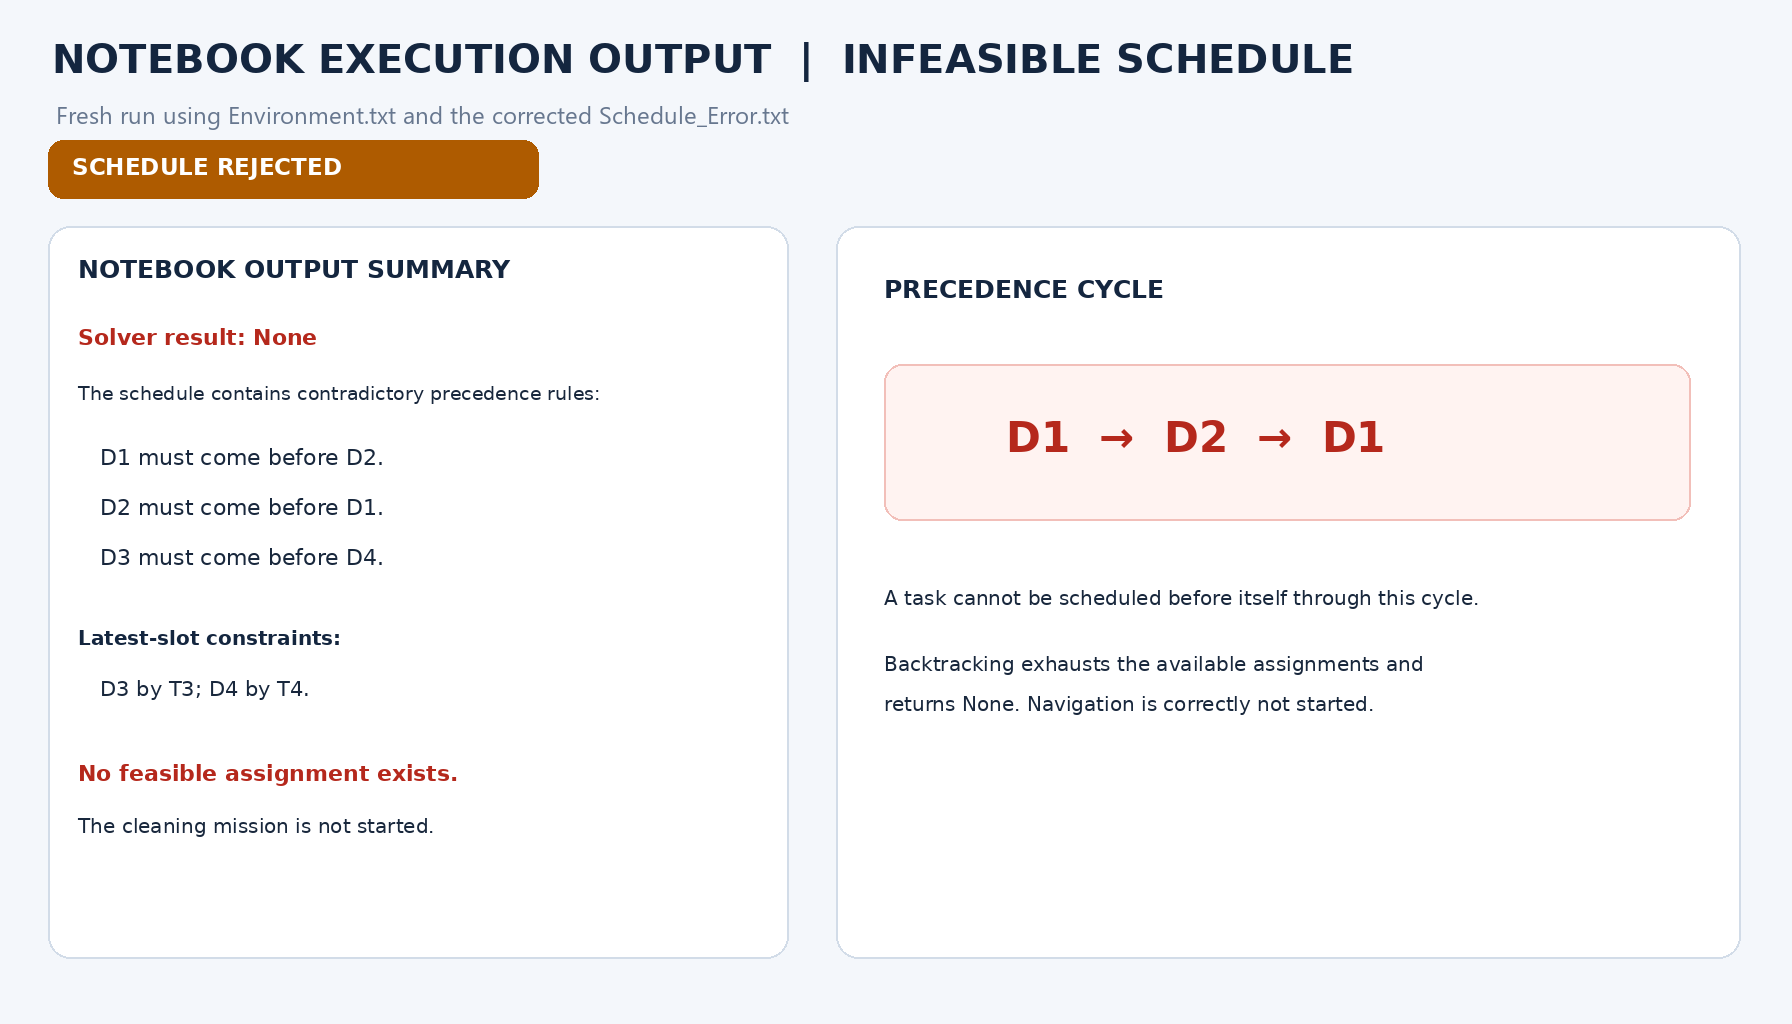 NOTEBOOK EXECUTION OUTPUT | INFEASIBLE SCHEDULE
Fresh run using Environment.txt and the corrected Schedule_Error.txt
SCHEDULE REJECTED
NOTEBOOK OUTPUT SUMMARY
Solver result: None
The schedule contains contradictory precedence rules:
D1 must come before D2.
D2 must come before D1.
D3 must come before D4.
Latest-slot constraints:
D3 by T3; D4 by T4.
No feasible assignment exists.
The cleaning mission is not started.
PRECEDENCE CYCLE
D1 → D2 → D1
A task cannot be scheduled before itself through this cycle.
Backtracking exhausts the available assignments and
returns None. Navigation is correctly not started.